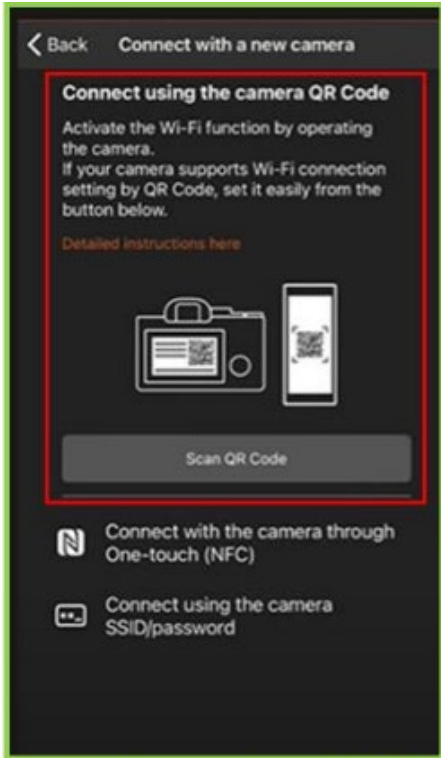 Back
Connect with a new camera
Connect using the camera QR Code
Activate the Wi-Fi function by operating
the camera.
If your camera supports Wi-Fi connection
setting by QR Code, set it easily from the
button below.
Detailed instructions here
Scan QR Code
Connect with the camera through
One-touch (NFC)
Connect using the camera
SSID/password